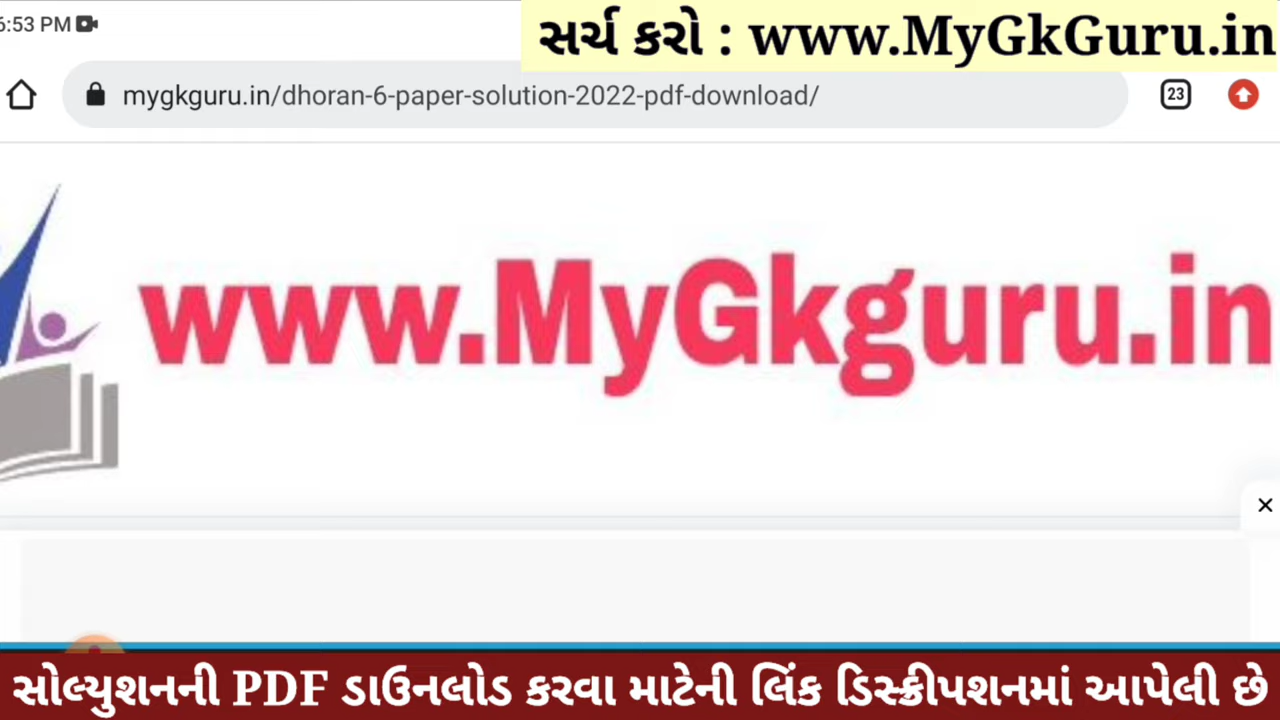 6:53 PM
સર્ચ કરો : www.MyGkGuru.in
mygkguru.in/dhoran-6-paper-solution-2022-pdf-download/
23
www.MyGkguru.in
સોલ્યુશનની PDF ડાઉનલોડ કરવા માટેની લિંક ડિસ્ક્રીપશનમાં આપેલી છે